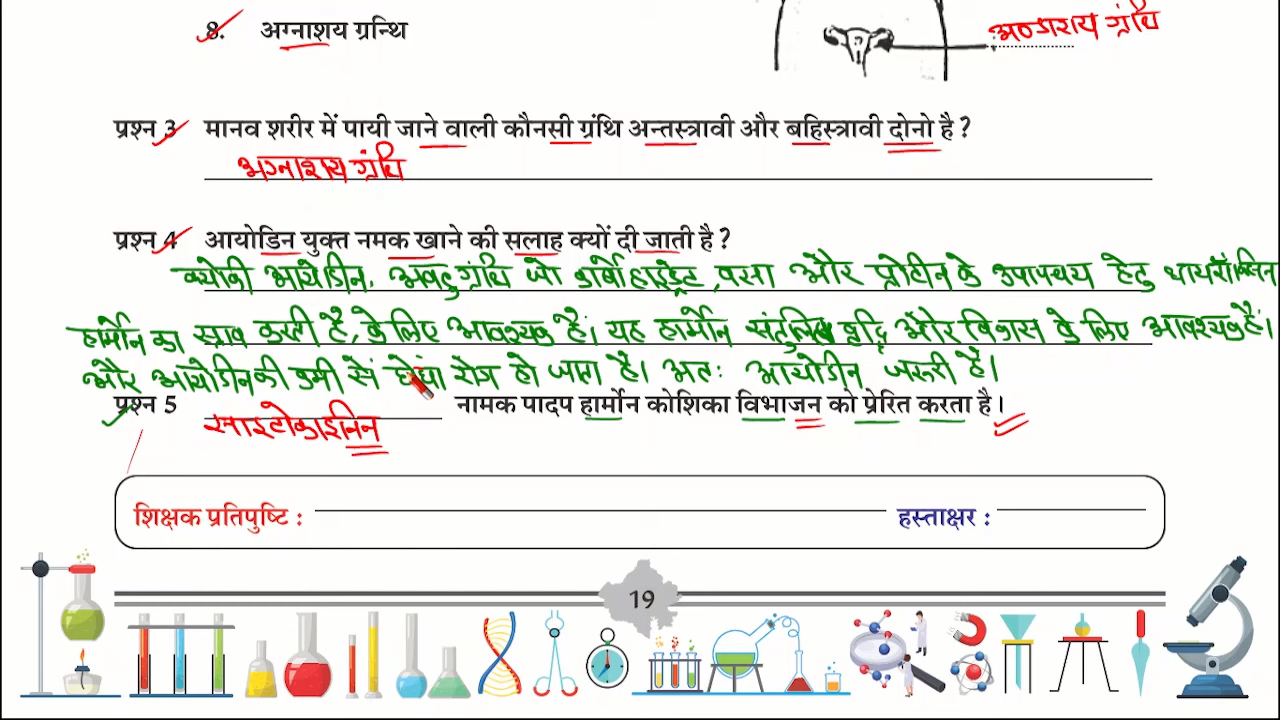 8. अग्नाशय ग्रन्थि
अण्डाशय ग्रंथि
प्रश्न 3 मानव शरीर में पायी जाने वाली कौनसी ग्रंथि अन्तस्त्रावी और बहिस्त्रावी दोनो है ?
अग्नाशय ग्रंथि
प्रश्न 4 आयोडिन युक्त नमक खाने की सलाह क्यों दी जाती है ?
क्योकी आयोडीन, अवटु ग्रंथि जो कार्बोहाइड्रेट, वसा और प्रोटीन के उपापचय हेतु थायरॉक्सिन
हार्मोन का स्त्राव करती है, के लिए आवश्यक है। यह हार्मोन संतुलित वृद्धि और विकास के लिए आवश्यक है।
और आयोडीन की कमी सें घेघां रोग हो जाता है। अतः आयोडीन जरूरी है।
प्रश्न 5 नामक पादप हार्मोन कोशिका विभाजन को प्रेरित करता है।
साइटोकाइनिन
शिक्षक प्रतिपुष्टि : हस्ताक्षर :
19